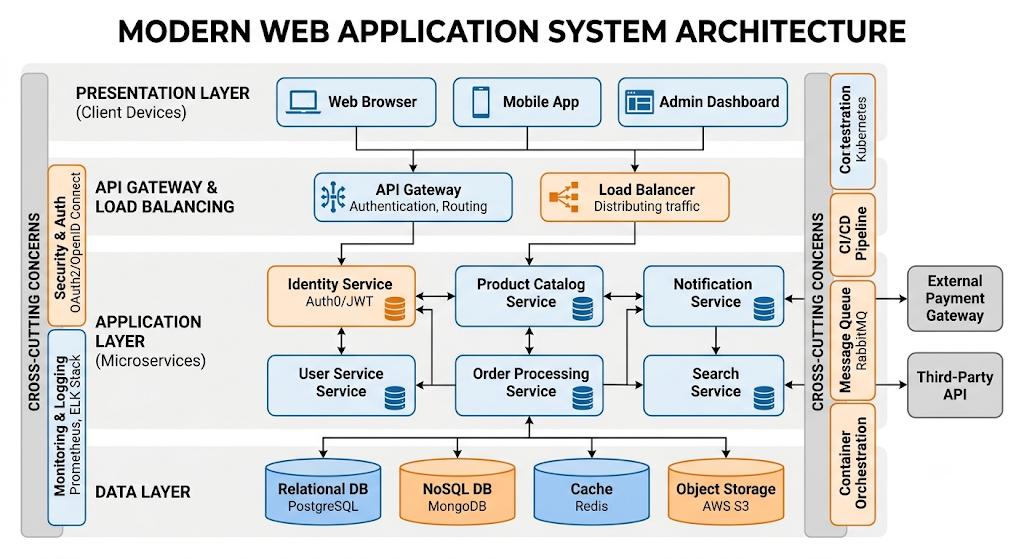 MODERN WEB APPLICATION SYSTEM ARCHITECTURE
PRESENTATION LAYER
(Client Devices)
Web Browser
Mobile App
Admin Dashboard
API GATEWAY &
LOAD BALANCING
API Gateway
Authentication, Routing
Load Balancer
Distributing traffic
APPLICATION
LAYER
(Microservices)
Identity Service
Auth0/JWT
Product Catalog
Service
Notification
Service
User Service
Service
Order Processing
Service
Search
Service
DATA LAYER
Relational DB
PostgreSQL
NoSQL DB
MongoDB
Cache
Redis
Object Storage
AWS S3
CROSS-CUTTING CONCERNS
Security & Auth
OAuth2/OpenID Connect
Monitoring & Logging
Prometheus, ELK Stack
CROSS-CUTTING CONCERNS
Cortestration
Kubernetes
CI/CD
Pipeline
Message Queue
RabbitMQ
Container
Orchestration
External
Payment
Gateway
Third-Party
API